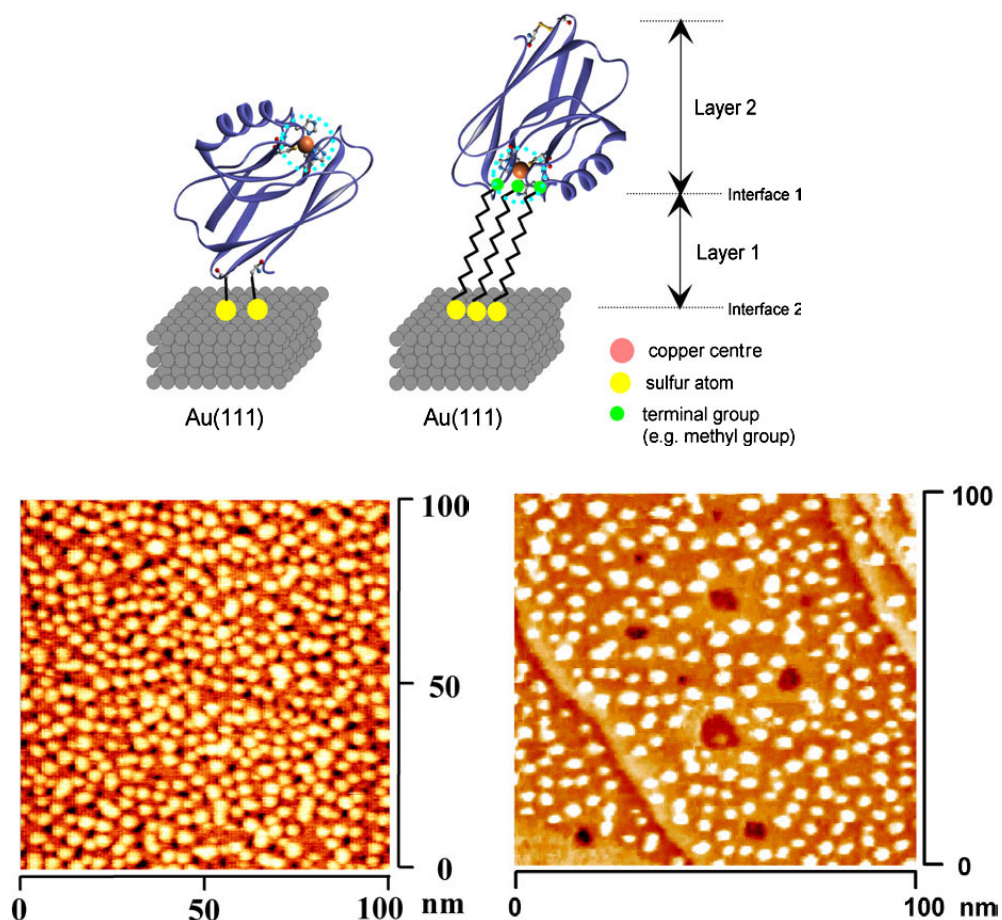 Layer 2
Interface 1
Layer 1
Interface 2
copper centre
sulfur atom
terminal group
(e.g. methyl group)
Au(111)
Au(111)
100
50
0
0
50
100
nm
100
0
0
100
nm